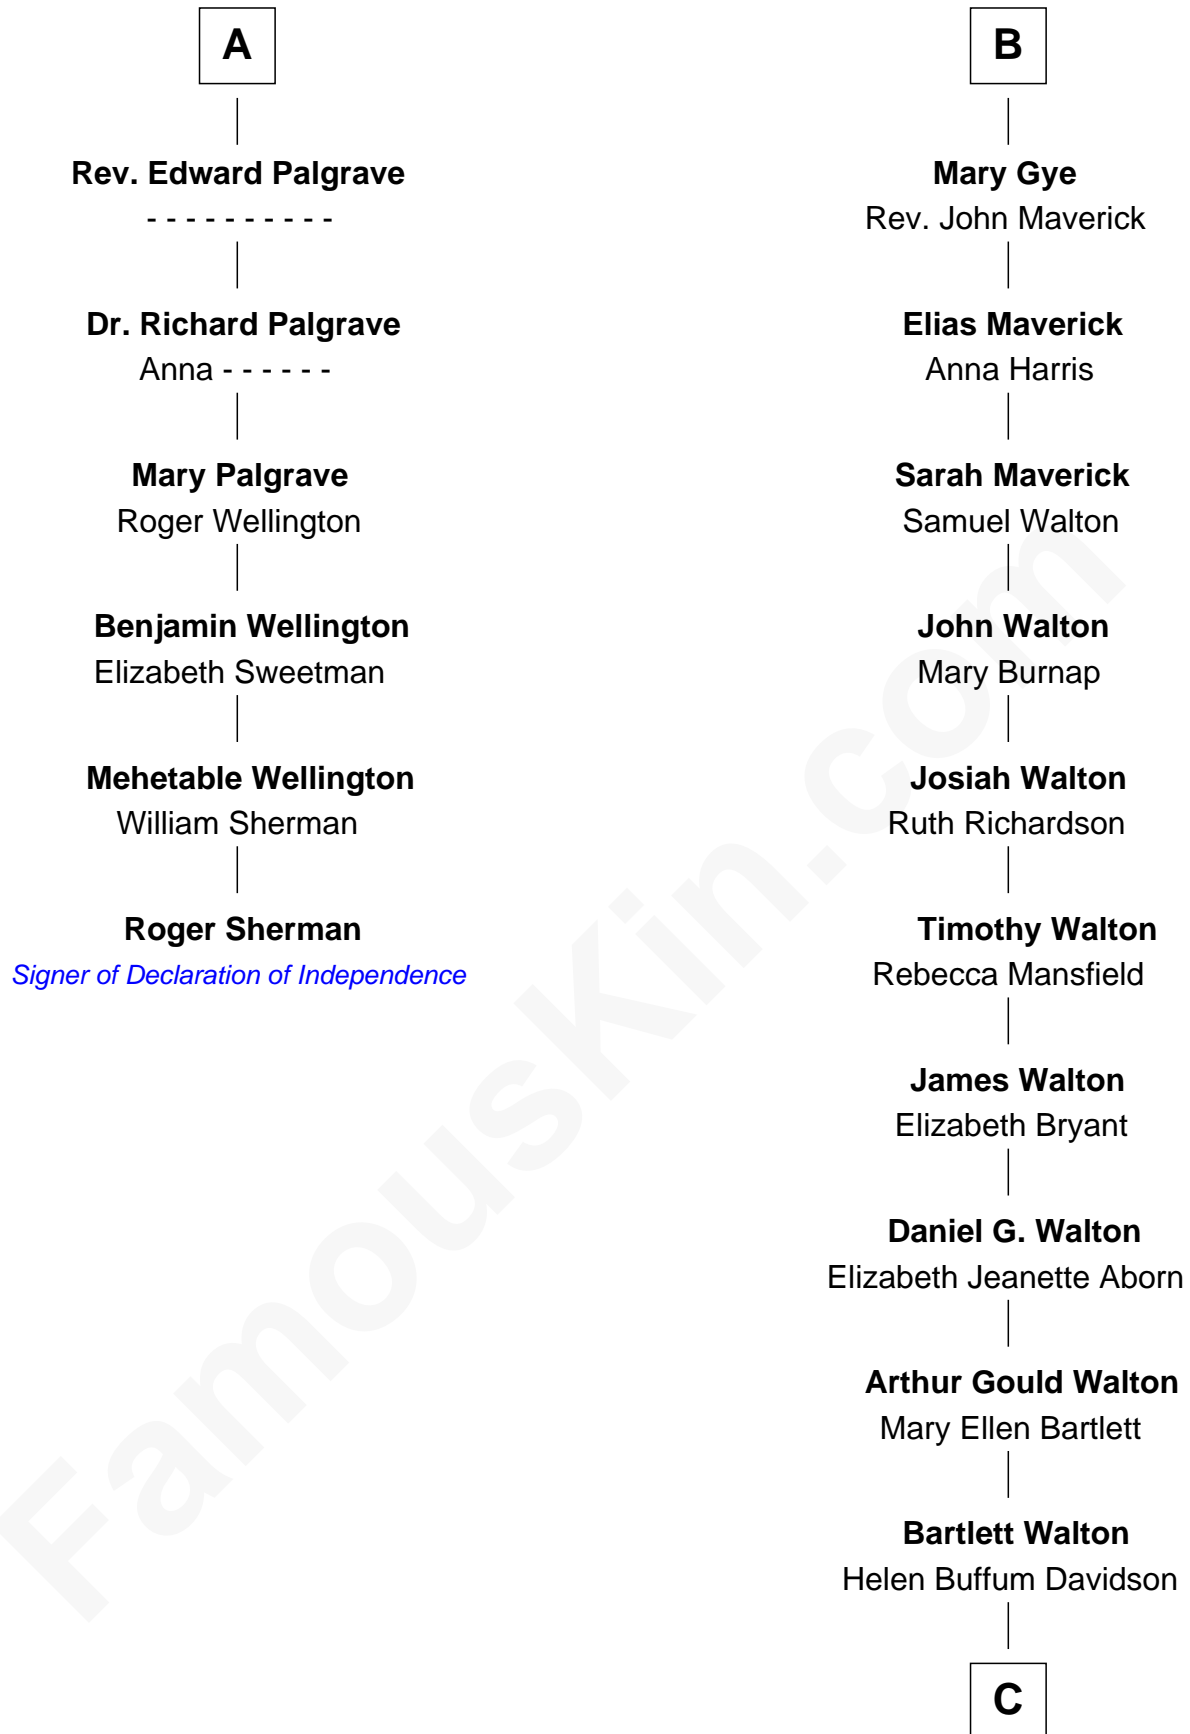 A
Rev. Edward Palgrave
- - - - - - - - - -
Dr. Richard Palgrave
Anna - - - - - -
Mary Palgrave
Roger Wellington
Benjamin Wellington
Elizabeth Sweetman
Mehetable Wellington
William Sherman
Roger Sherman
Signer of Declaration of Independence
B
Mary Gye
Rev. John Maverick
Elias Maverick
Anna Harris
Sarah Maverick
Samuel Walton
John Walton
Mary Burnap
Josiah Walton
Ruth Richardson
Timothy Walton
Rebecca Mansfield
James Walton
Elizabeth Bryant
Daniel G. Walton
Elizabeth Jeanette Aborn
Arthur Gould Walton
Mary Ellen Bartlett
Bartlett Walton
Helen Buffum Davidson
C
FamousKin.com